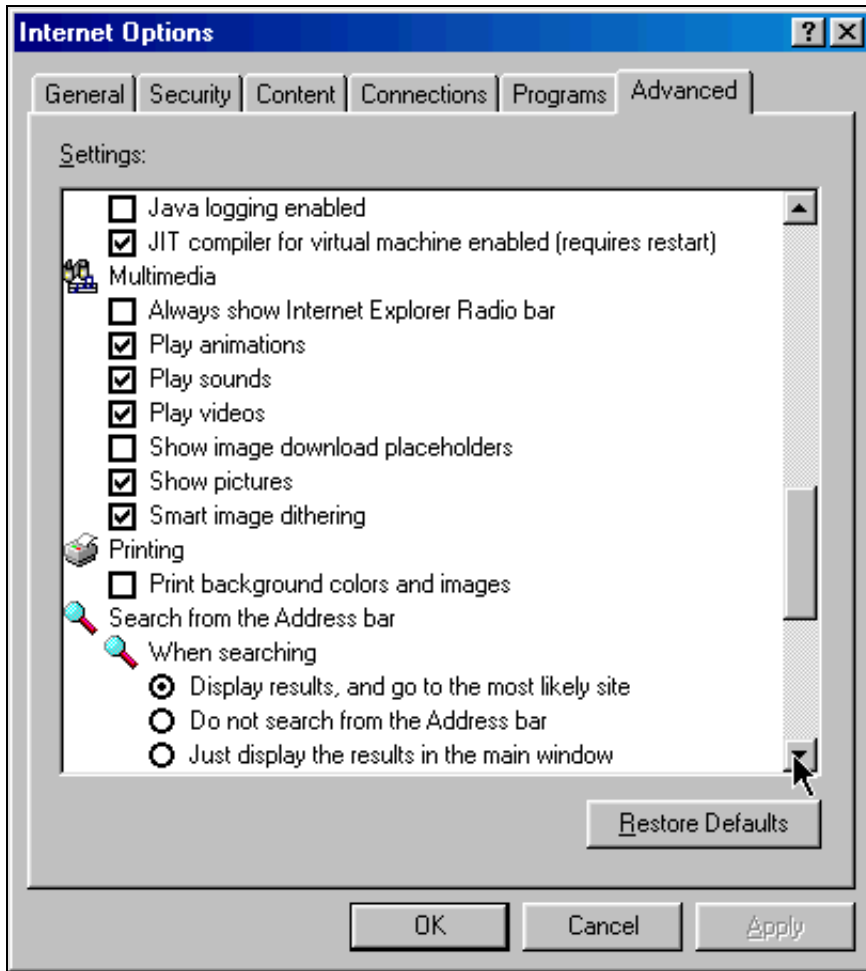 Internet Options
General Security Content Connections Programs Advanced
Settings:
Java logging enabled
JIT compiler for virtual machine enabled (requires restart)
Multimedia
Always show Internet Explorer Radio bar
Play animations
Play sounds
Play videos
Show image download placeholders
Show pictures
Smart image dithering
Printing
Print background colors and images
Search from the Address bar
When searching
Display results, and go to the most likely site
Do not search from the Address bar
Just display the results in the main window
Restore Defaults
OK Cancel Apply